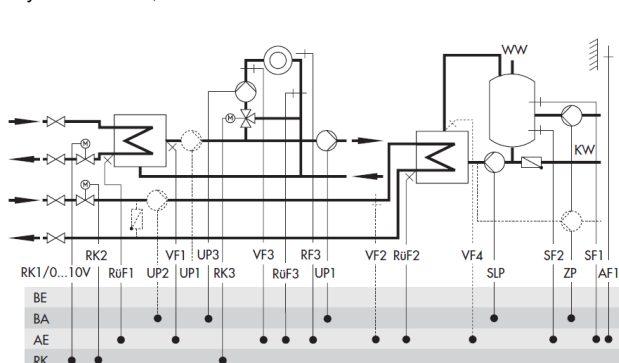 WW
M
M
KW
M
RK2 VF1 UP3 VF3 RF3 VF2 RüF2 VF4 SF2 SF1
RK1/0...10V RüF1 UP2 UP1 RK3 RüF3 UP1 SLP ZP AF1
BE
BA
AE
RK